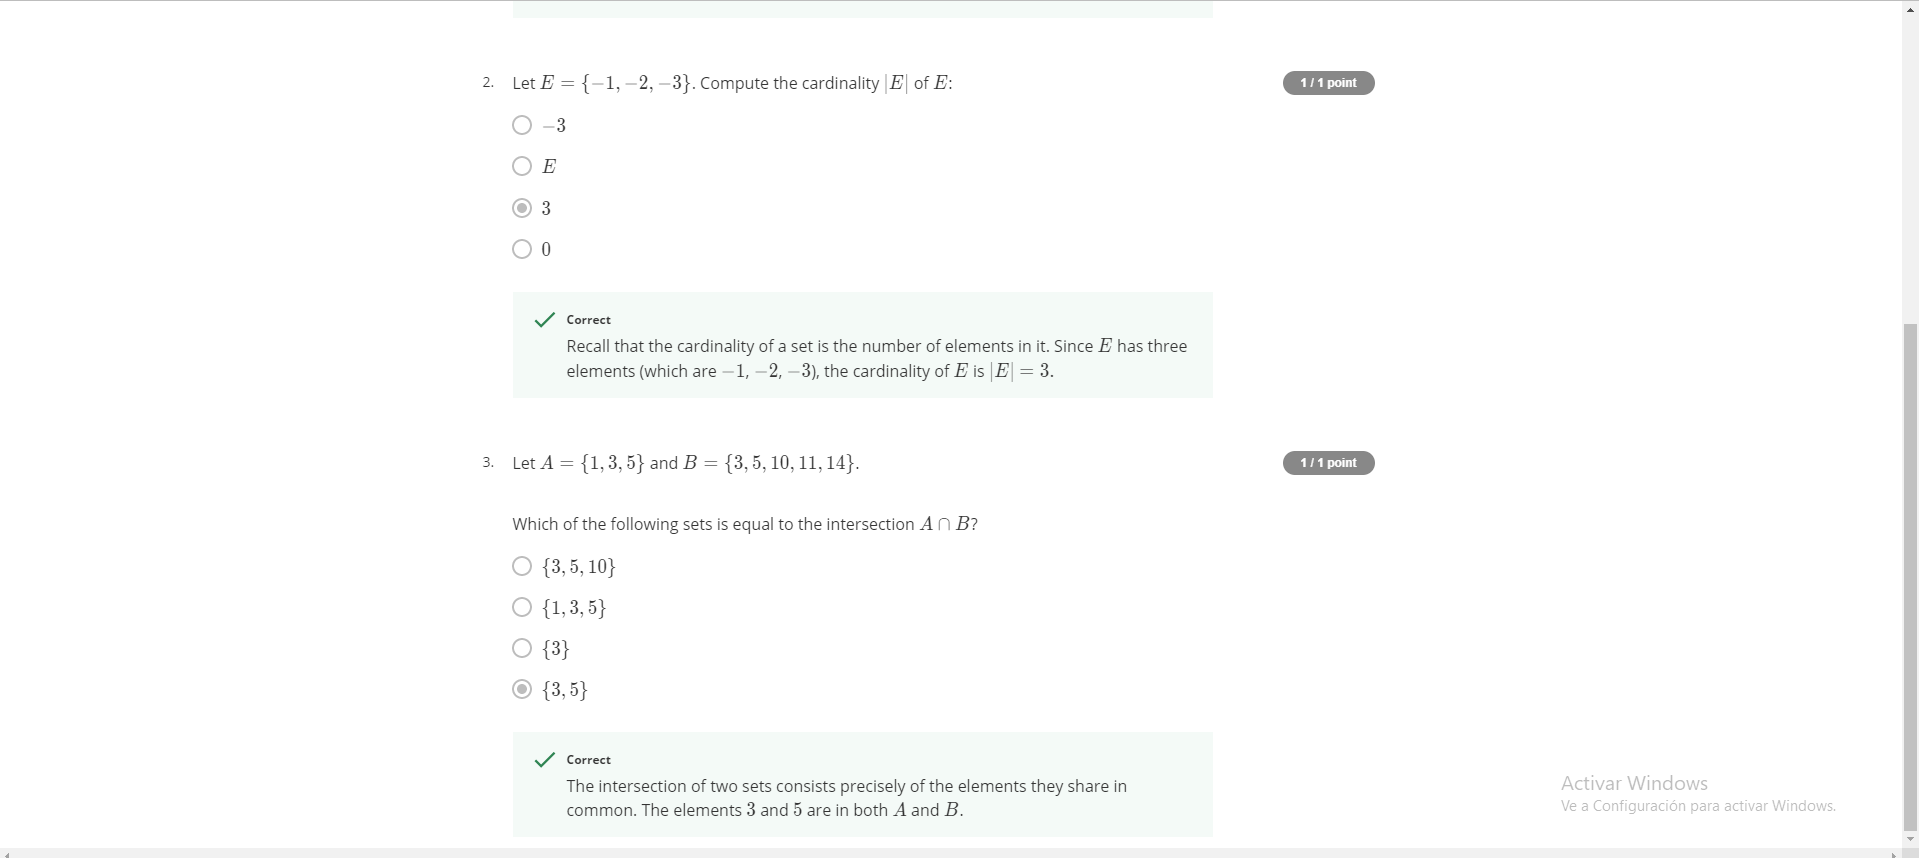 2. Let E = {−1, −2, −3}. Compute the cardinality |E| of E:
1 / 1 point
−3
E
3
0
Correct
Recall that the cardinality of a set is the number of elements in it. Since E has three
elements (which are −1, −2, −3), the cardinality of E is |E| = 3.
3. Let A = {1, 3, 5} and B = {3, 5, 10, 11, 14}.
1 / 1 point
Which of the following sets is equal to the intersection A ∩ B?
{3, 5, 10}
{1, 3, 5}
{3}
{3, 5}
Correct
The intersection of two sets consists precisely of the elements they share in
common. The elements 3 and 5 are in both A and B.
Activar Windows
Ve a Configuración para activar Windows.